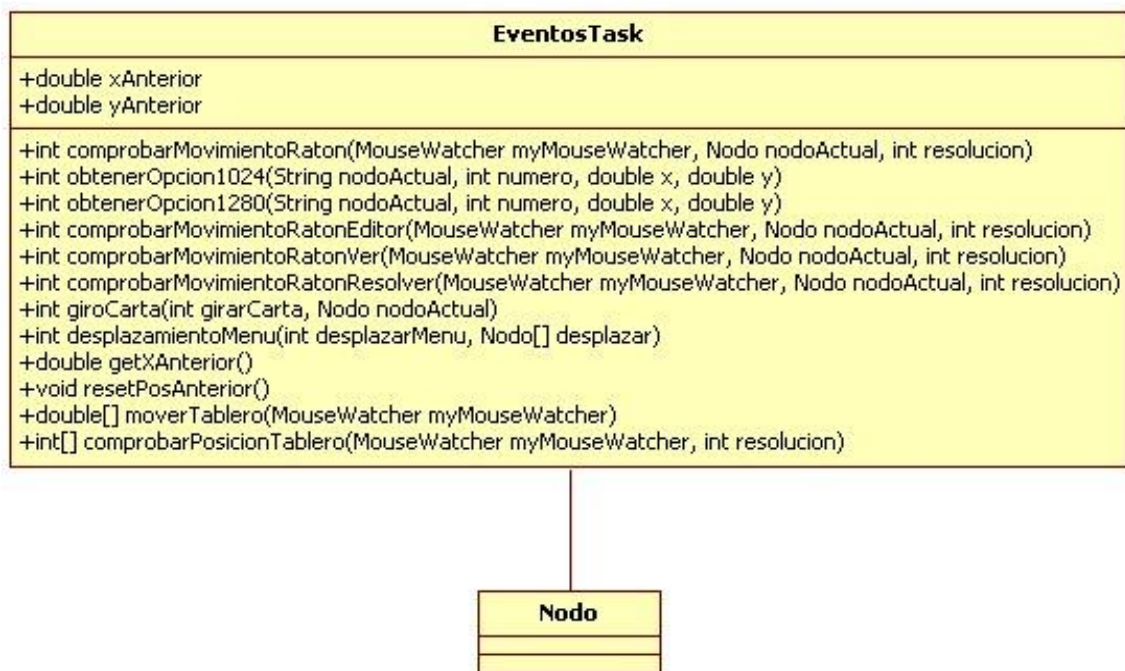 EventosTask
+double xAnterior
+double yAnterior
+int comprobarMovimientoRaton(MouseWatcher myMouseWatcher, Nodo nodoActual, int resolucion)
+int obtenerOpcion1024(String nodoActual, int numero, double x, double y)
+int obtenerOpcion1280(String nodoActual, int numero, double x, double y)
+int comprobarMovimientoRatonEditor(MouseWatcher myMouseWatcher, Nodo nodoActual, int resolucion)
+int comprobarMovimientoRatonVer(MouseWatcher myMouseWatcher, Nodo nodoActual, int resolucion)
+int comprobarMovimientoRatonResolver(MouseWatcher myMouseWatcher, Nodo nodoActual, int resolucion)
+int giroCarta(int girarCarta, Nodo nodoActual)
+int desplazamientoMenu(int desplazarMenu, Nodo[] desplazar)
+double getXAnterior()
+void resetPosAnterior()
+double[] moverTablero(MouseWatcher myMouseWatcher)
+int[] comprobarPosicionTablero(MouseWatcher myMouseWatcher, int resolucion)
Nodo